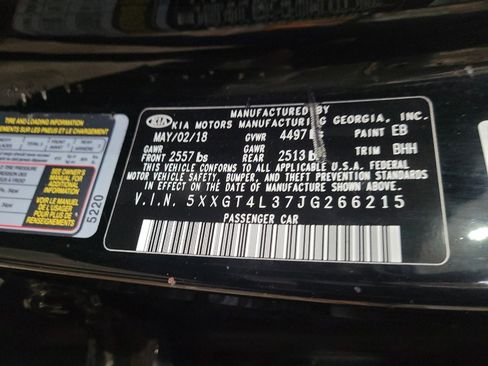 TIRE AND LOADING INFORMATION
SEE OWNER'S
MANUAL FOR
ADDITIONAL
INFORMATION
VOIR LE MANUEL
DE L'USAGER
POUR PLUS DE
RENSEIGNEMENTS
5220
MANUFACTURED BY
KIA KIA MOTORS MANUFACTURING GEORGIA, INC.
MAY/02/18 GVWR 4497 PAINT EB
GAWR FRONT 2557 lbs GAWR REAR 2513 TRIM BHH
THIS VEHICLE CONFORMS TO ALL APPLICABLE U.S.A. FEDERAL
MOTOR VEHICLE SAFETY, BUMPER, AND THEFT PREVENTION STANDARDS
IN EFFECT ON THE DATE OF MANUFACTURE SHOWN ABOVE.
V.I.N. 5XXGT4L37JG266215
PASSENGER CAR